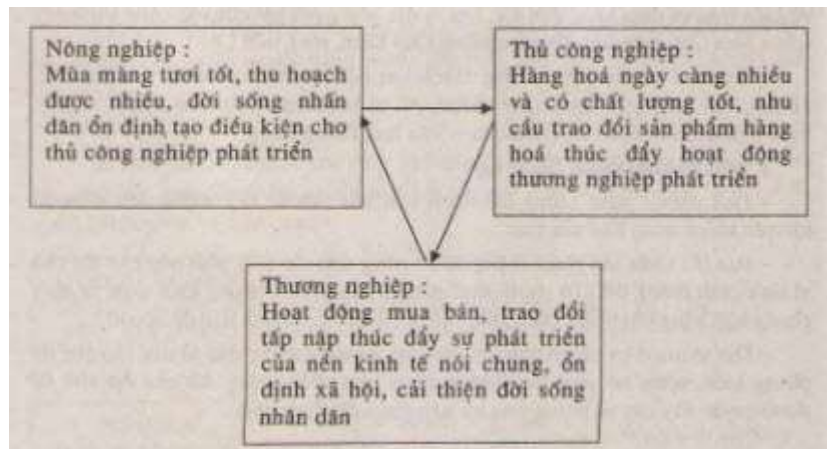 Nông nghiệp :
Mùa màng tươi tốt, thu hoạch
được nhiều, đời sống nhân
dân ổn định tạo điều kiện cho
thủ công nghiệp phát triển
Thủ công nghiệp :
Hàng hoá ngày càng nhiều
và có chất lượng tốt, nhu
cầu trao đổi sản phẩm hàng
hoá thúc đẩy hoạt động
thương nghiệp phát triển
Thương nghiệp :
Hoạt động mua bán, trao đổi
tấp nập thúc đẩy sự phát triển
của nền kinh tế nói chung, ổn
định xã hội, cải thiện đời sống
nhân dân